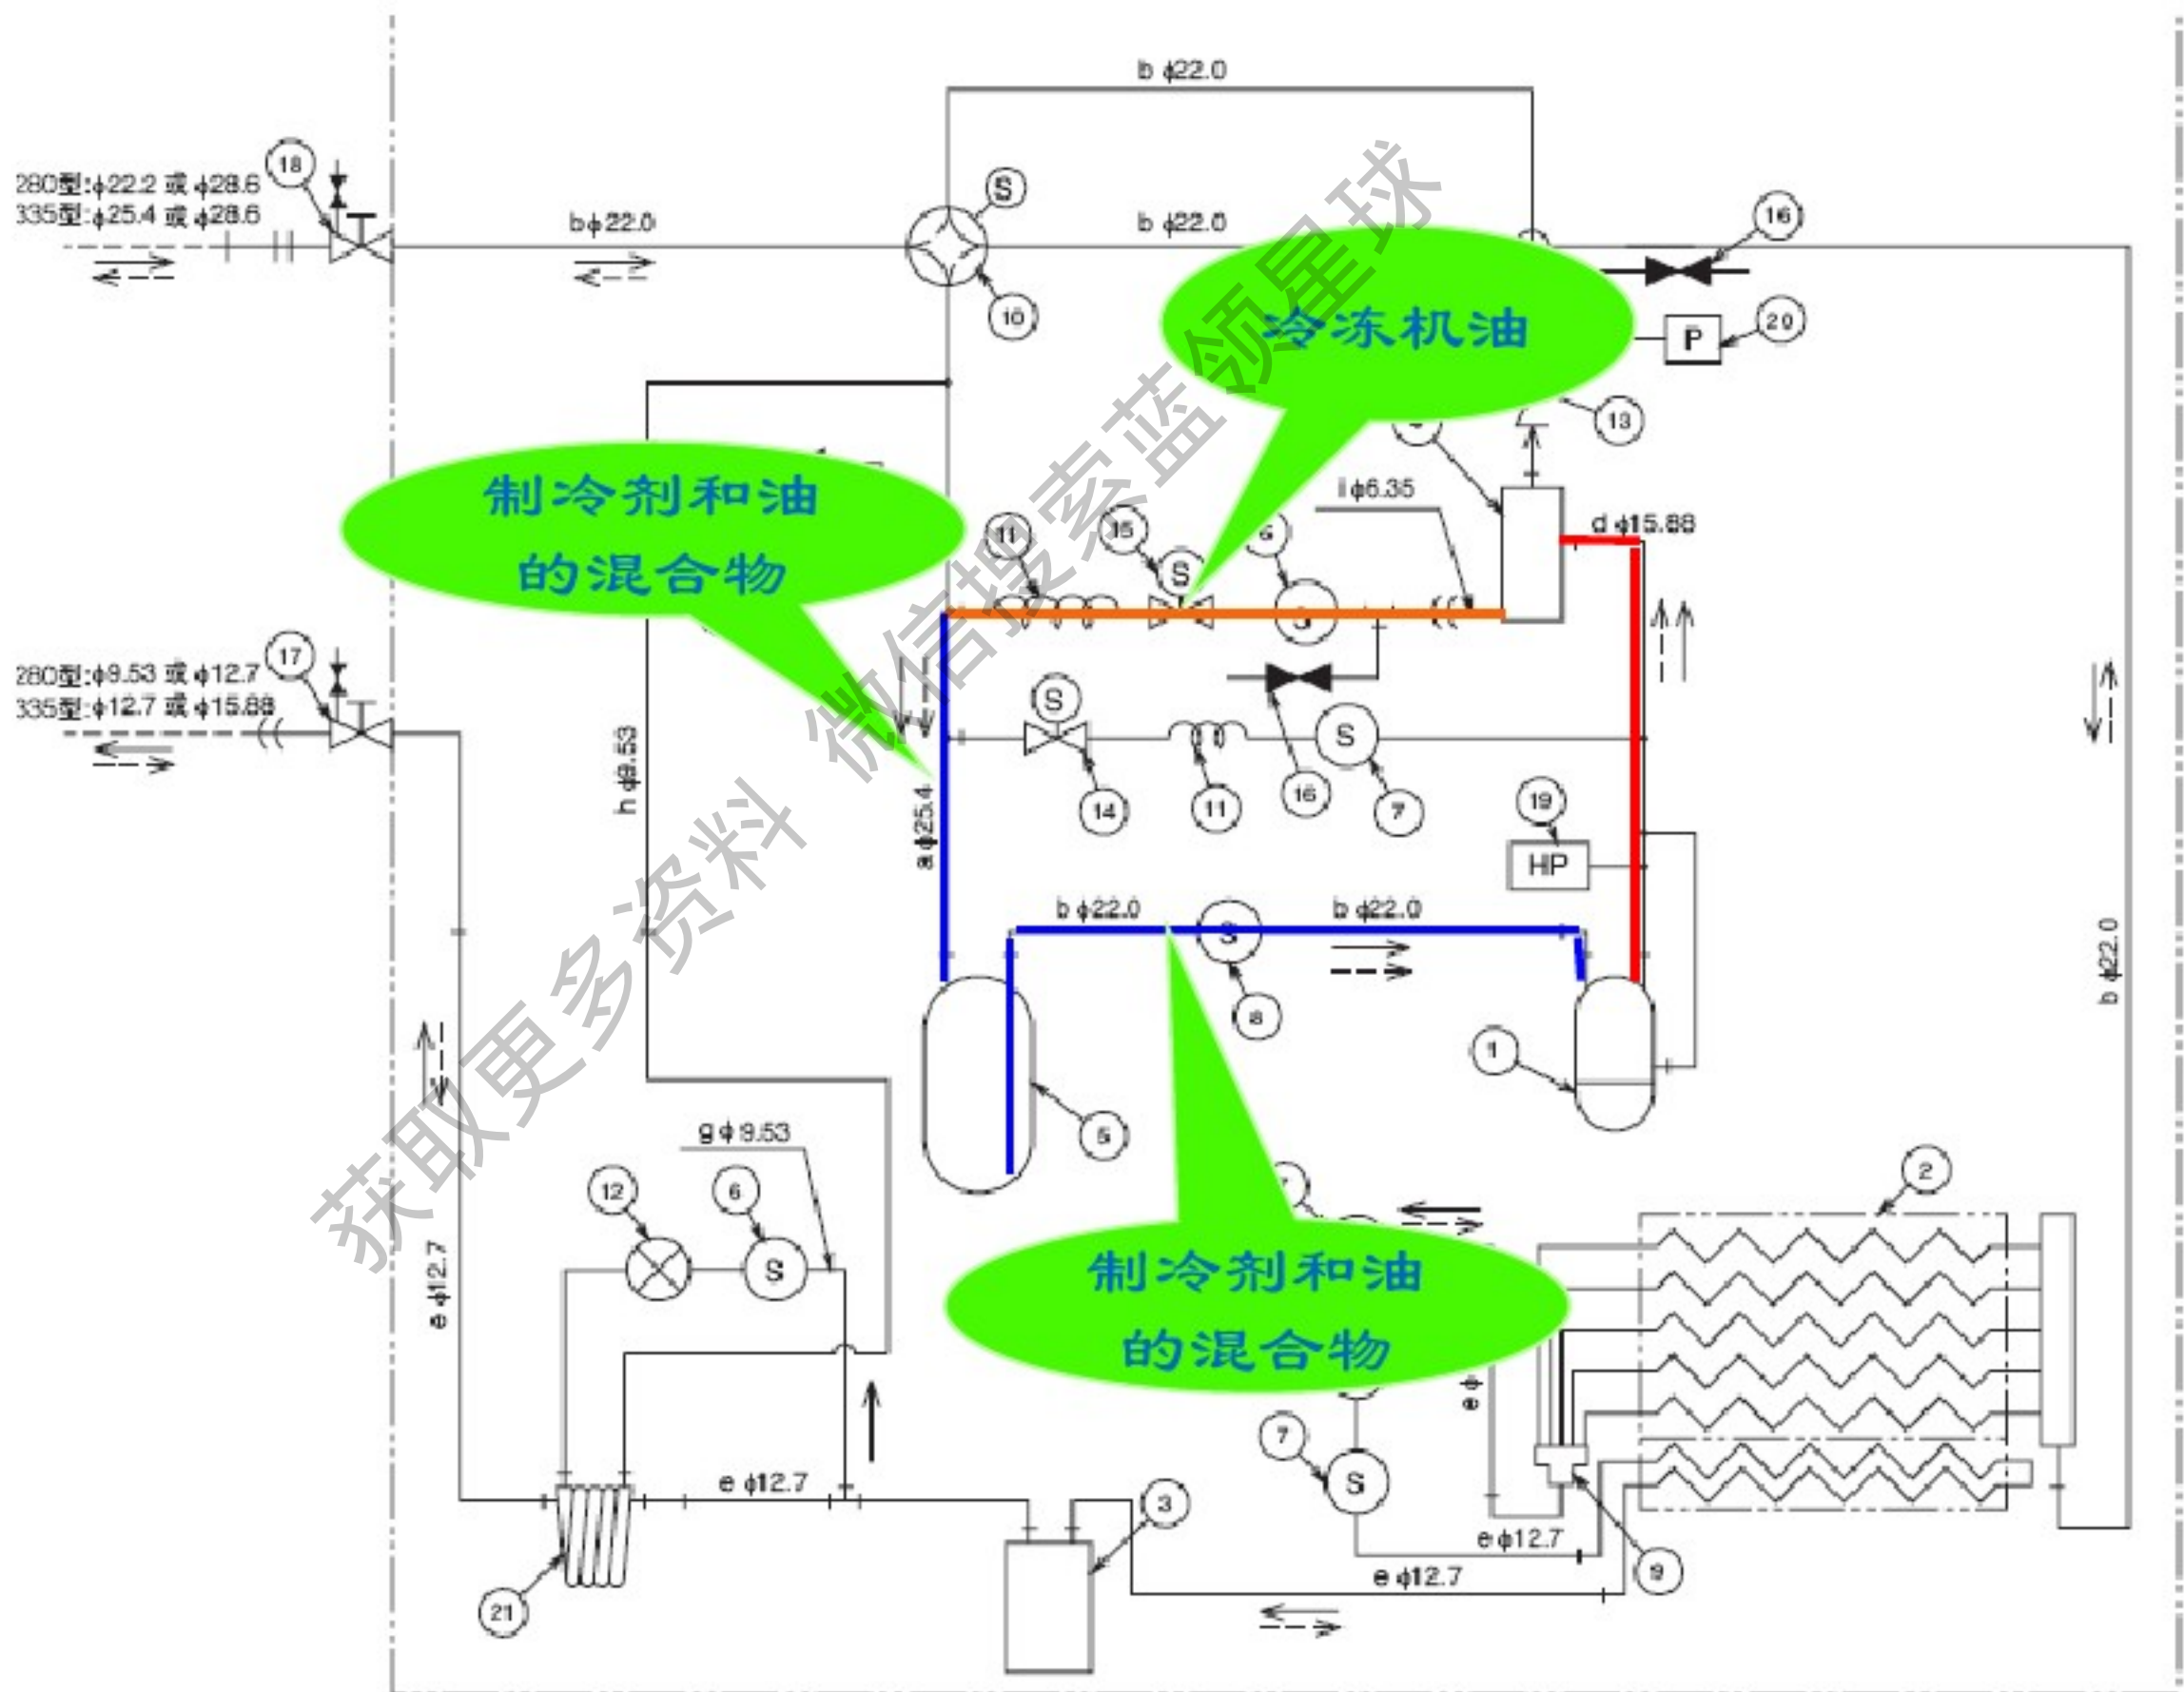 b ϕ22.0
18
280型:ϕ22.2 或 ϕ28.6
335型:ϕ25.4 或 ϕ28.6
bϕ22.0
S
b ϕ22.0
16
10
冷冻机油
P
20
13
制冷剂和油
的混合物
11
15
S
6
iϕ6.35
d ϕ15.88
17
280型:ϕ9.53 或 ϕ12.7
335型:ϕ12.7 或 ϕ15.88
S
S
14
11
16
7
hϕ9.53
aϕ25.4
19
HP
b ϕ22.0
S
b ϕ22.0
8
1
5
b ϕ22.0
gϕ9.53
12
6
S
e ϕ12.7
2
制冷剂和油
的混合物
7
S
e ϕ12.7
3
e ϕ12.7
e ϕ12.7
9
21
获取更多资料 微信搜索蓝领星球